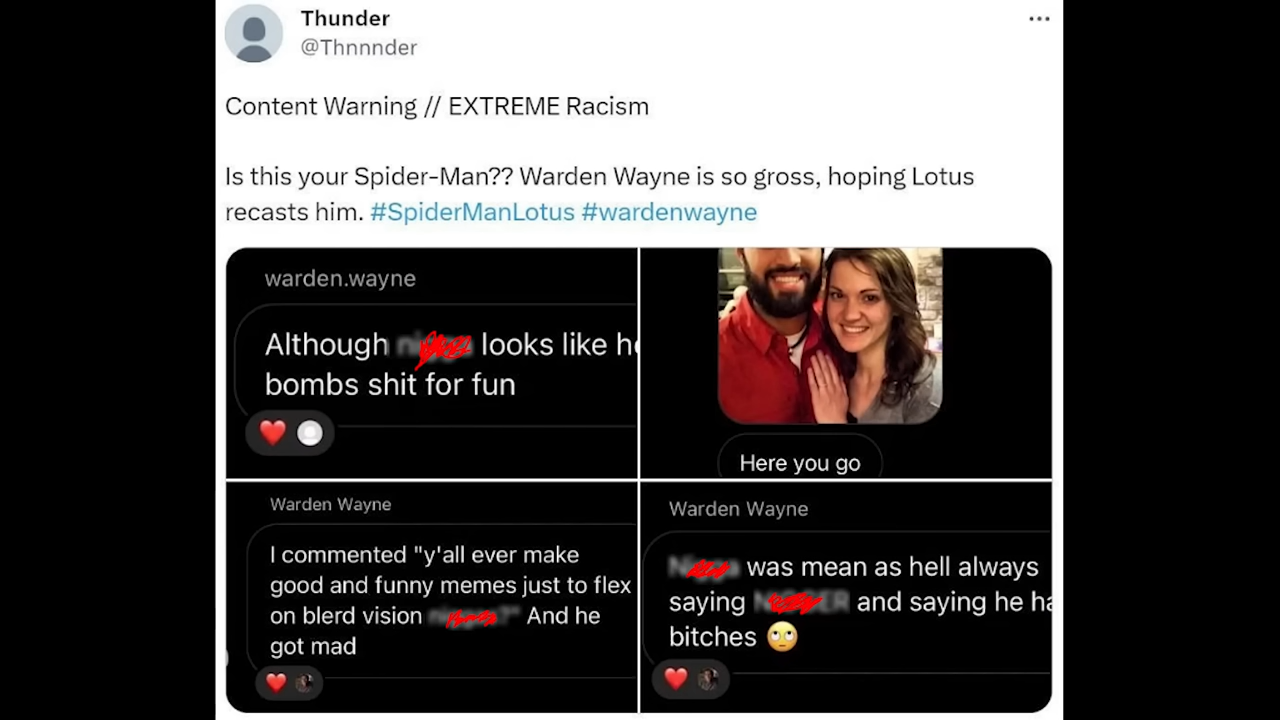 Thunder
@Thnnnder
Content Warning // EXTREME Racism
Is this your Spider-Man?? Warden Wayne is so gross, hoping Lotus
recasts him. #SpiderManLotus #wardenwayne
warden.wayne
Although looks like he
bombs shit for fun
Here you go
Warden Wayne
I commented "y'all ever make
good and funny memes just to flex
on blerd vision And he
got mad
Warden Wayne
was mean as hell always
saying and saying he ha
bitches 🙄